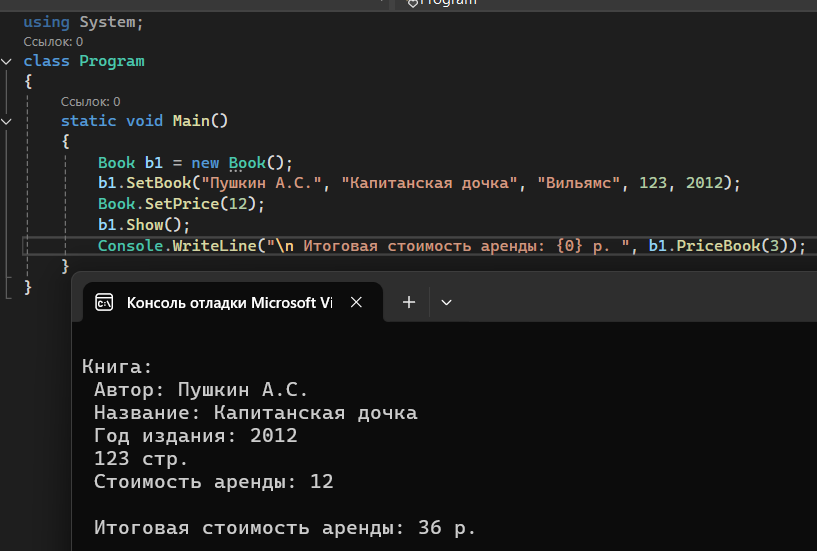 Program
using System;
Ссылок: 0
class Program
{
Ссылок: 0
static void Main()
{
Book b1 = new Book();
b1.SetBook("Пушкин А.С.", "Капитанская дочка", "Вильямс", 123, 2012);
Book.SetPrice(12);
b1.Show();
Console.WriteLine("\n Итоговая стоимость аренды: {0} р. ", b1.PriceBook(3));
}
}
Консоль отладки Microsoft Vi
Книга:
Автор: Пушкин А.С.
Название: Капитанская дочка
Год издания: 2012
123 стр.
Стоимость аренды: 12
Итоговая стоимость аренды: 36 р.